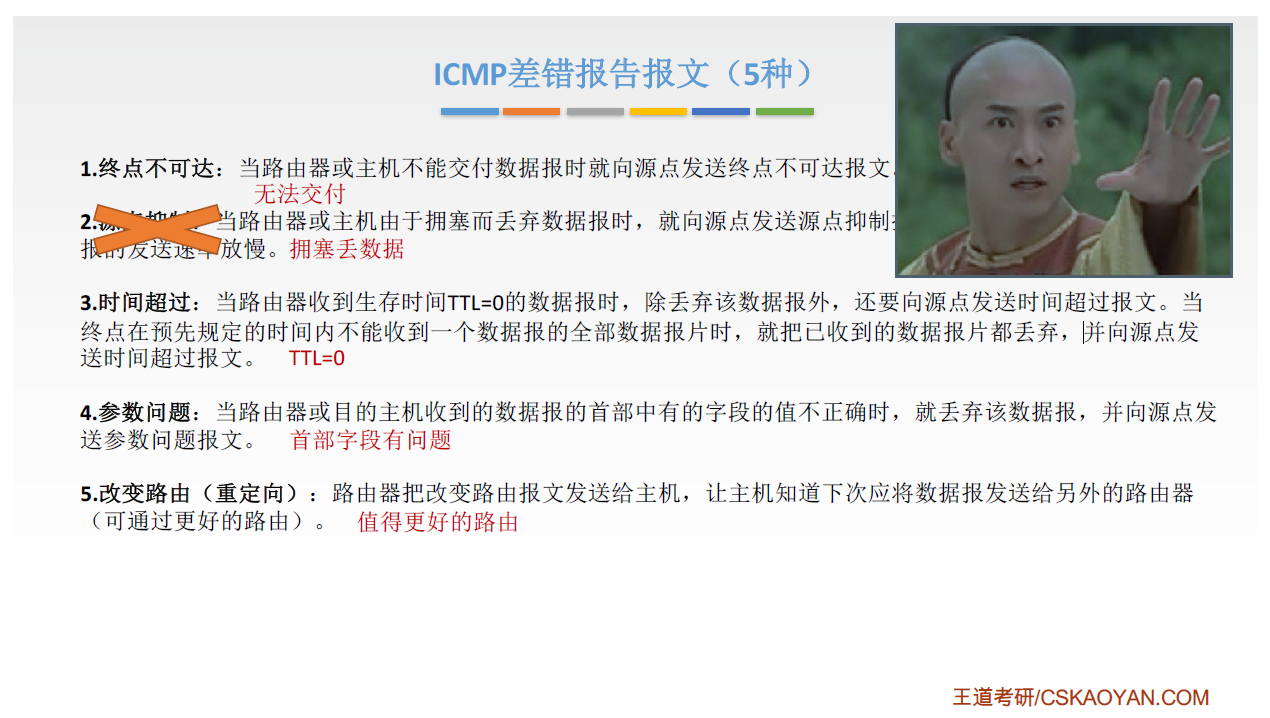 ICMP差错报告报文（5种）
1.终点不可达：当路由器或主机不能交付数据报时就向源点发送终点不可达报文
无法交付
2. 当路由器或主机由于拥塞而丢弃数据报时，就向源点发送源点抑制
报的发送速率放慢。拥塞丢数据
3.时间超过：当路由器收到生存时间TTL=0的数据报时，除丢弃该数据报外，还要向源点发送时间超过报文。当
终点在预先规定的时间内不能收到一个数据报的全部数据报片时，就把已收到的数据报片都丢弃，并向源点发
送时间超过报文。 TTL=0
4.参数问题：当路由器或目的主机收到的数据报的首部中有的字段的值不正确时，就丢弃该数据报，并向源点发
送参数问题报文。 首部字段有问题
5.改变路由（重定向）：路由器把改变路由报文发送给主机，让主机知道下次应将数据报发送给另外的路由器
（可通过更好的路由）。 值得更好的路由
王道考研/CSKAOYAN.COM